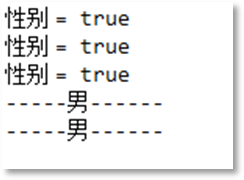 性别 = true
性别 = true
性别 = true
-----男------
-----男------